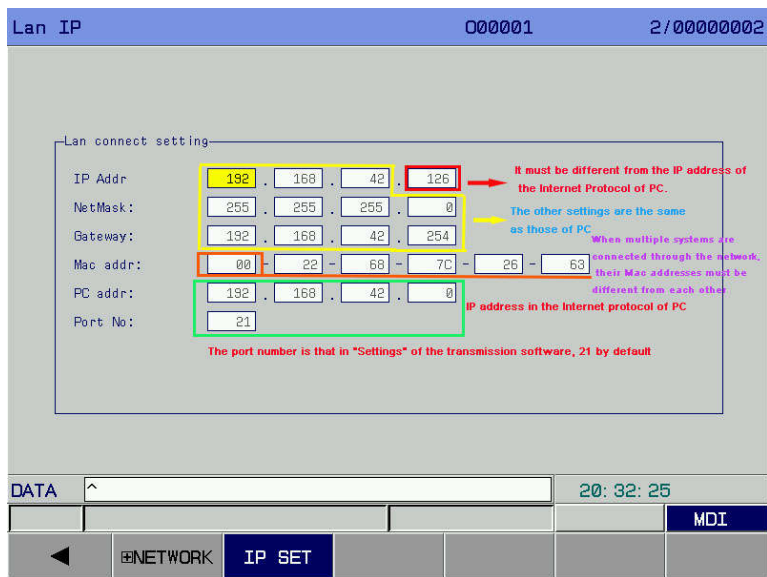 Lan IP O00001 2/00000002
Lan connect setting
IP Addr 192 . 168 . 42 . 126
It must be different from the IP address of
the Internet Protocol of PC.
NetMask: 255 . 255 . 255 . 0
The other settings are the same
as those of PC
Gateway: 192 . 168 . 42 . 254
When multiple systems are
connected through the network,
their Mac addresses must be
different from each other
Mac addr: 00 - 22 - 68 - 7C - 26 - 63
PC addr: 192 . 168 . 42 . 0
IP address in the Internet protocol of PC
Port No: 21
The port number is that in "Settings" of the transmission software, 21 by default
DATA ^ 20:32:25
MDI
◀ ⊞NETWORK IP SET